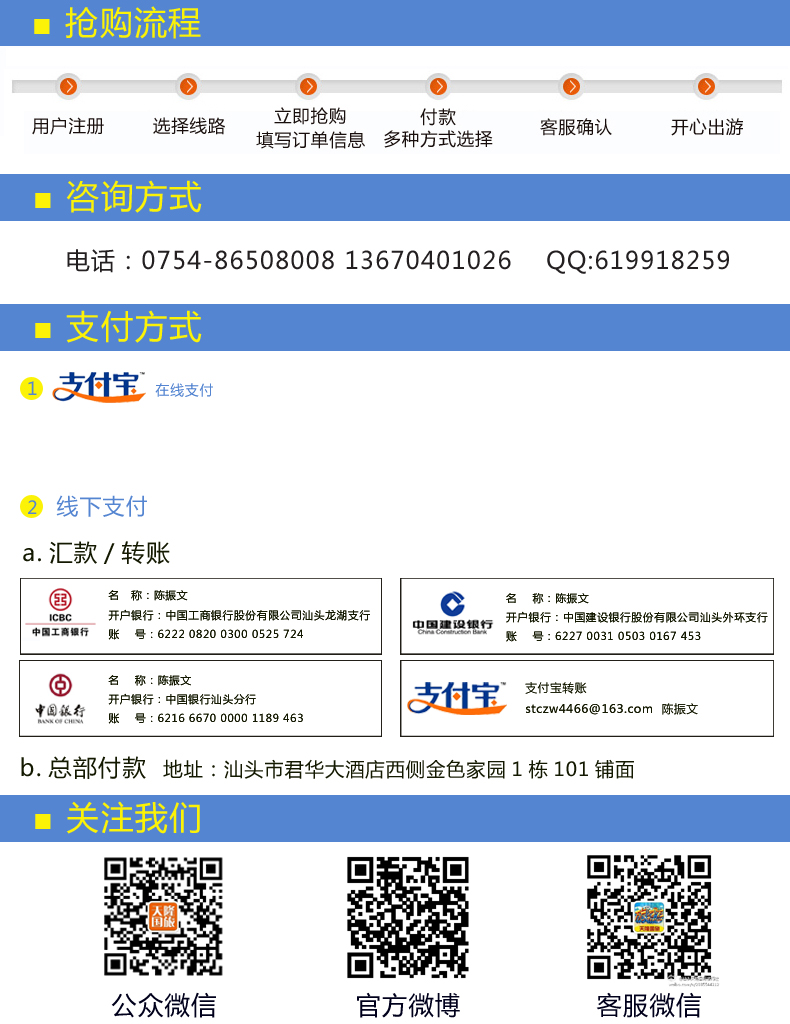 抢购流程
用户注册
选择线路
立即抢购
填写订单信息
付款
多种方式选择
客服确认
开心出游
咨询方式
电话：0754-86508008 13670401026 QQ:619918259
支付方式
1 支付宝™ 在线支付
2 线下支付
a. 汇款 / 转账
ICBC
中国工商银行
名 称：陈振文
开户银行：中国工商银行股份有限公司汕头龙湖支行
账 号：6222 0820 0300 0525 724
中国建设银行
China Construction Bank
名 称：陈振文
开户银行：中国建设银行股份有限公司汕头外环支行
账 号：6227 0031 0503 0167 453
中国银行
BANK OF CHINA
名 称：陈振文
开户银行：中国银行汕头分行
账 号：6216 6670 0000 1189 463
支付宝™
支付宝转账
stczw4466@163.com 陈振文
b. 总部付款 地址：汕头市君华大酒店西侧金色家园 1 栋 101 铺面
关注我们
天隆
国旅
公众微信
官方微博
客服微信